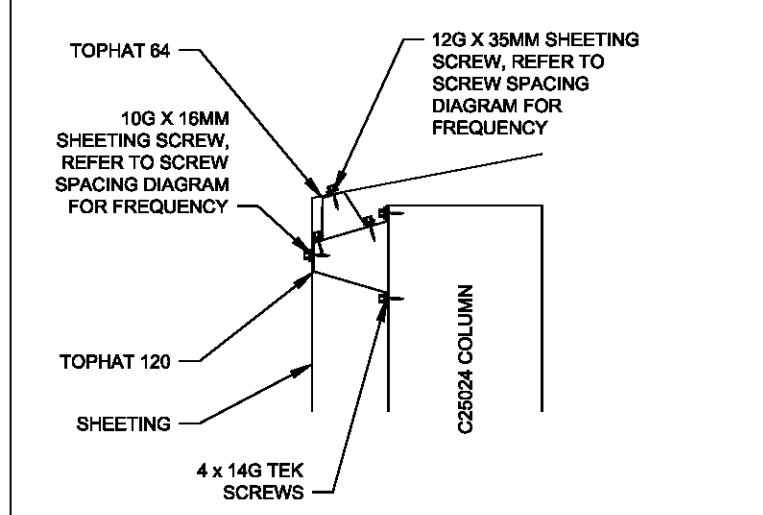 TOPHAT 64
12G X 35MM SHEETING
SCREW, REFER TO
SCREW SPACING
DIAGRAM FOR
FREQUENCY
10G X 16MM
SHEETING SCREW,
REFER TO SCREW
SPACING DIAGRAM
FOR FREQUENCY
TOPHAT 120
SHEETING
C25024 COLUMN
4 x 14G TEK
SCREWS